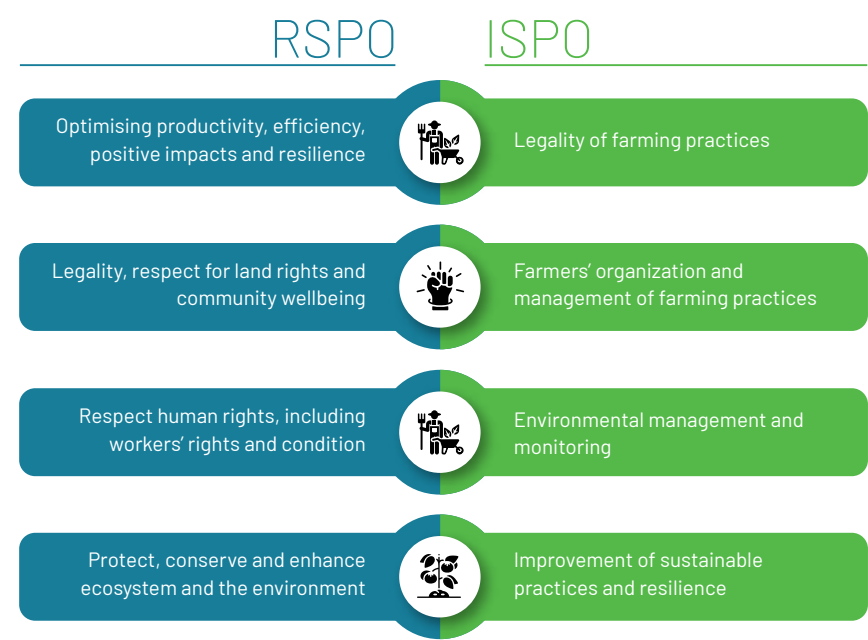 RSPO
ISPO
Optimising productivity, efficiency,
positive impacts and resilience
Legality of farming practices
Legality, respect for land rights and
community wellbeing
Farmers’ organization and
management of farming practices
Respect human rights, including
workers’ rights and condition
Environmental management and
monitoring
Protect, conserve and enhance
ecosystem and the environment
Improvement of sustainable
practices and resilience